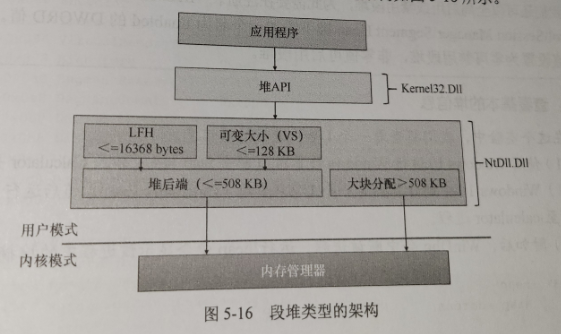 所示。
应用程序
堆API
Kernel32.Dll
LFH
<=16368 bytes
可变大小（VS）
<=128 KB
NtDll.Dll
堆后端（<=508 KB）
大块分配>508 KB
用户模式
内核模式
内存管理器
图 5-16 段堆类型的架构